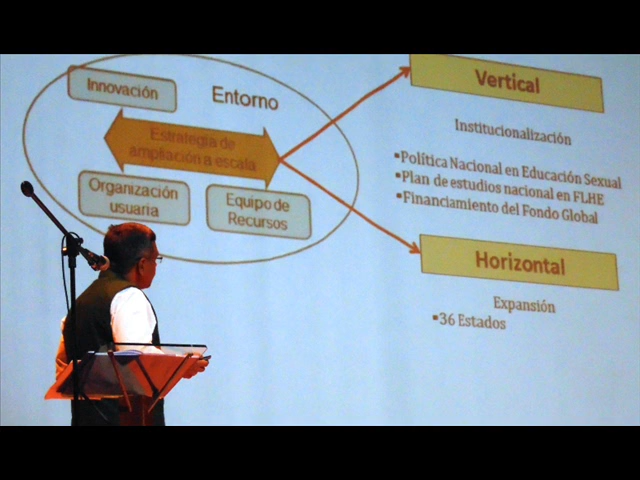 Innovación
Entorno
Estrategia de
ampliación a escala
Organización
usuaria
Equipo de
Recursos
Vertical
Institucionalización
▪Política Nacional en Educación Sexual
▪Plan de estudios nacional en FLHE
▪Financiamiento del Fondo Global
Horizontal
Expansión
▪36 Estados